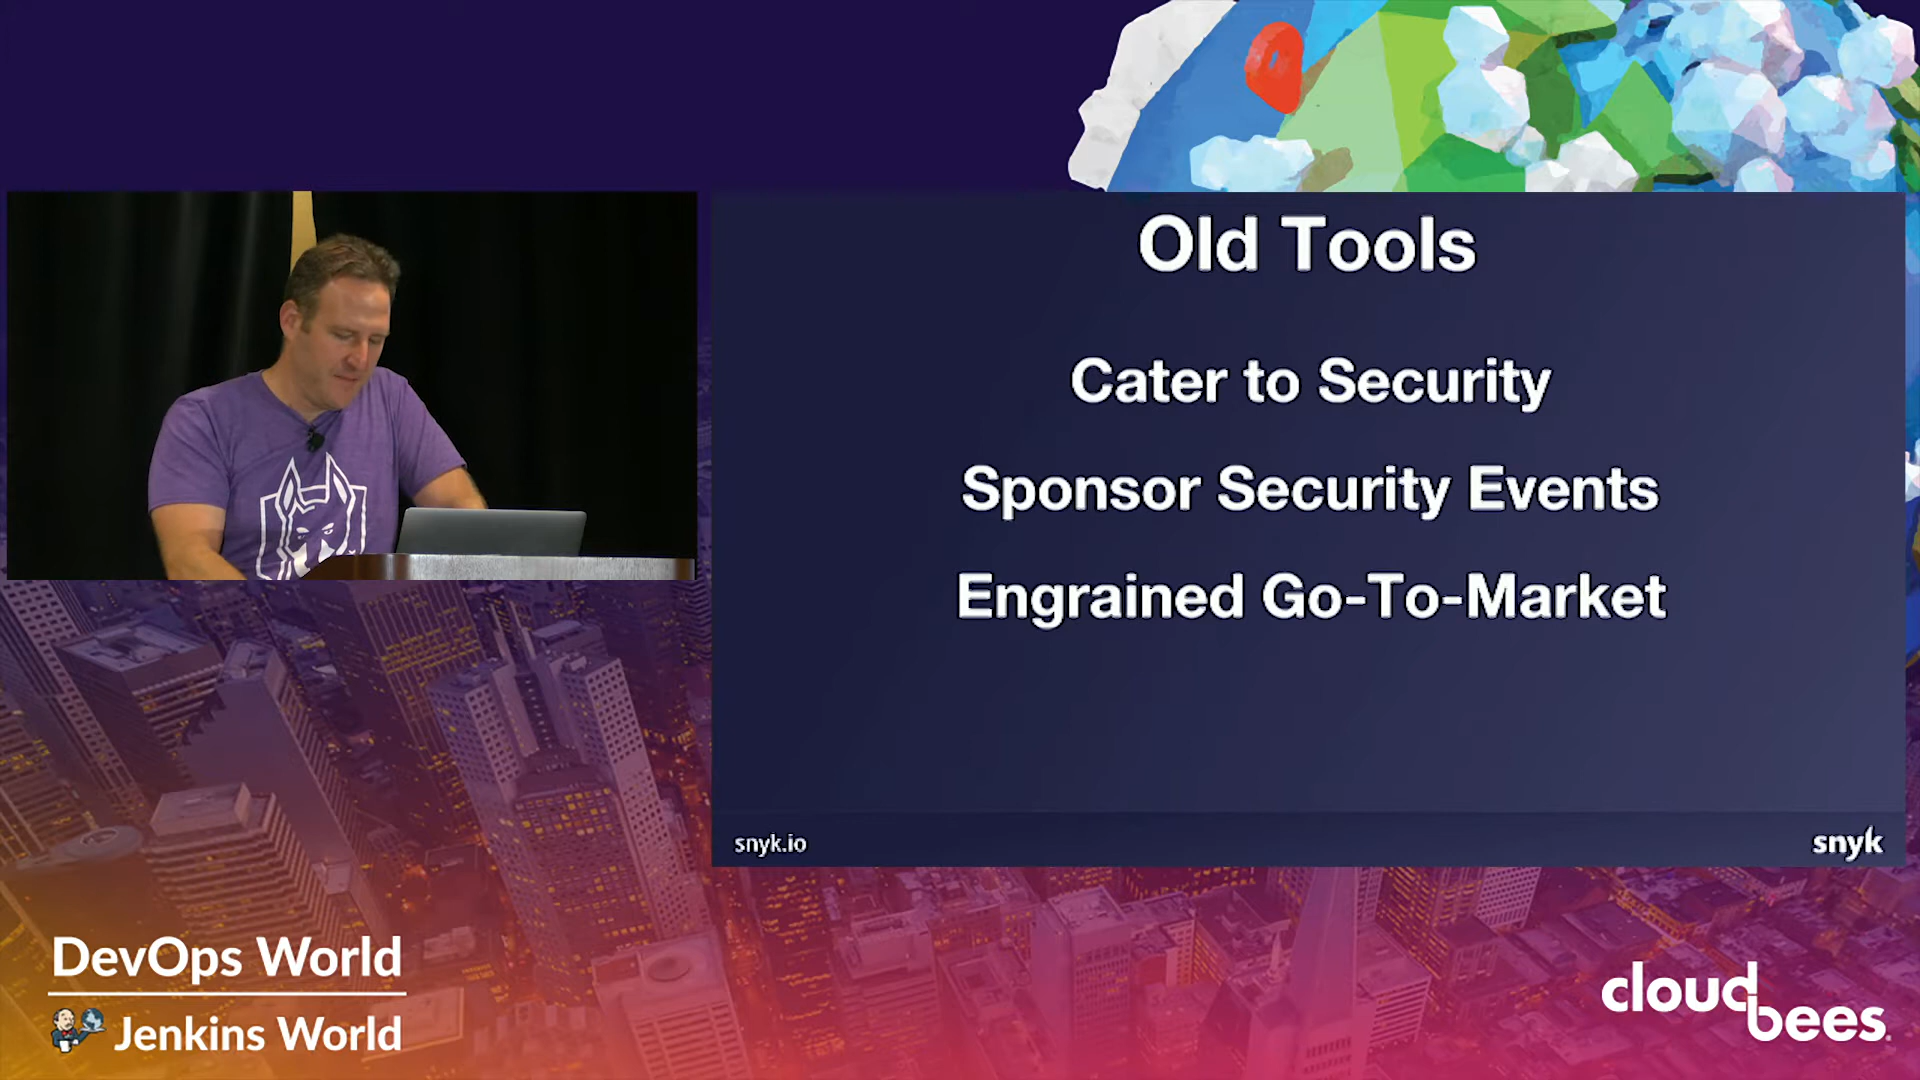 Old Tools
Cater to Security
Sponsor Security Events
Engrained Go-To-Market
snyk.io
snyk
DevOps World
Jenkins World
cloudbees